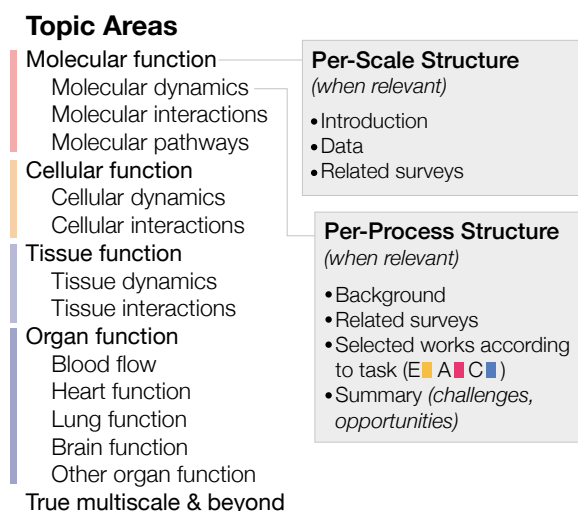 Topic Areas
Molecular function
Molecular dynamics
Molecular interactions
Molecular pathways
Cellular function
Cellular dynamics
Cellular interactions
Tissue function
Tissue dynamics
Tissue interactions
Organ function
Blood flow
Heart function
Lung function
Brain function
Other organ function
True multiscale & beyond
Per-Scale Structure
(when relevant)
• Introduction
• Data
• Related surveys
Per-Process Structure
(when relevant)
• Background
• Related surveys
• Selected works according
to task (E A C )
• Summary (challenges,
opportunities)